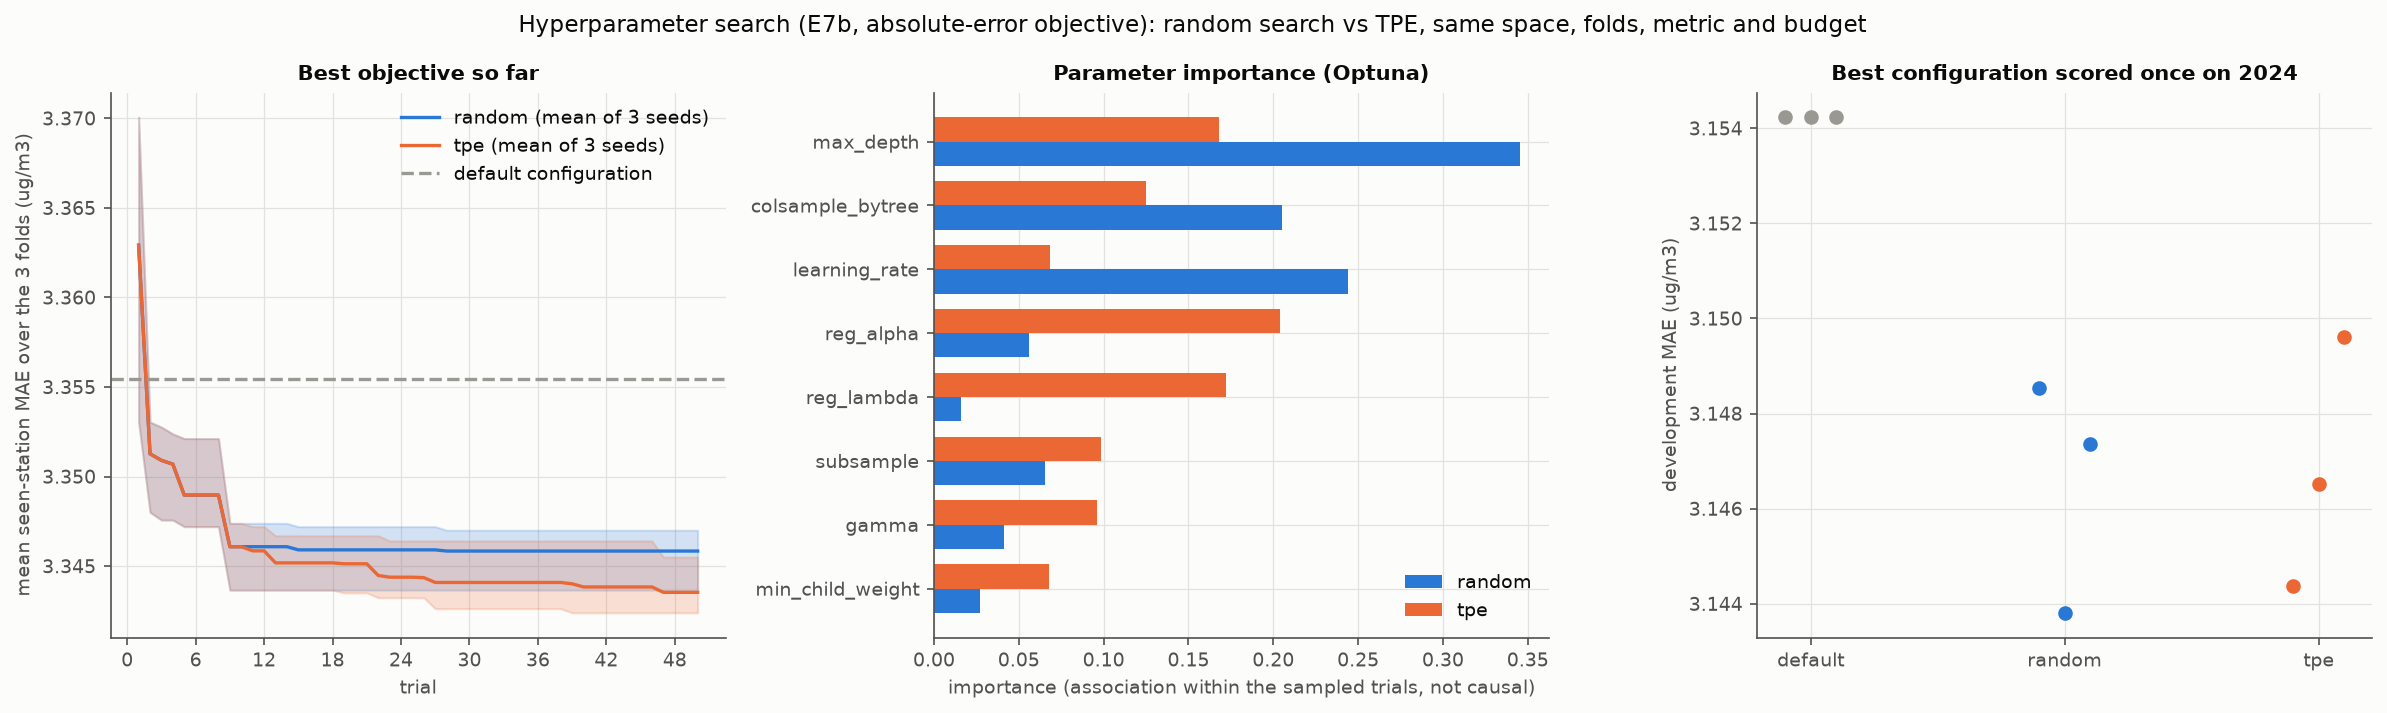 Hyperparameter search (E7b, absolute-error objective): random search vs TPE, same space, folds, metric and budget
Best objective so far
mean seen-station MAE over the 3 folds (ug/m3)
3.370
3.365
3.360
3.355
3.350
3.345
random (mean of 3 seeds)
tpe (mean of 3 seeds)
default configuration
0 6 12 18 24 30 36 42 48
trial
Parameter importance (Optuna)
max_depth
colsample_bytree
learning_rate
reg_alpha
reg_lambda
subsample
gamma
min_child_weight
random
tpe
0.00 0.05 0.10 0.15 0.20 0.25 0.30 0.35
importance (association within the sampled trials, not causal)
Best configuration scored once on 2024
development MAE (ug/m3)
3.154
3.152
3.150
3.148
3.146
3.144
default random tpe